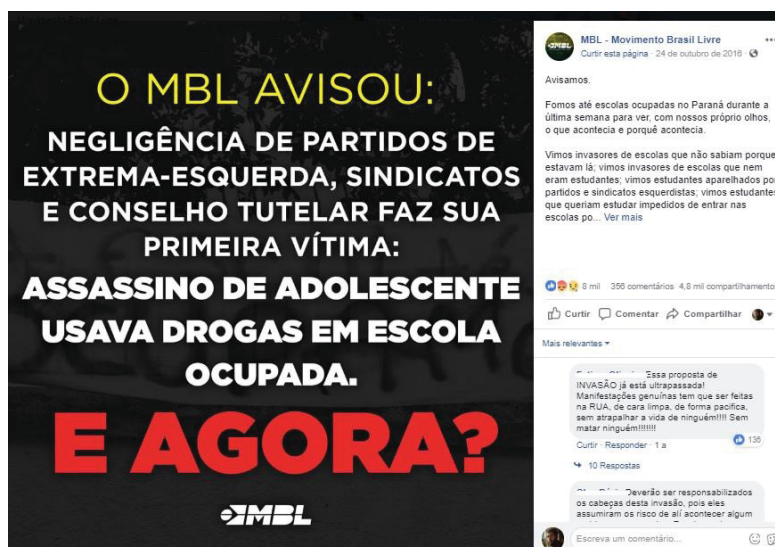 O MBL AVISOU:
NEGLIGÊNCIA DE PARTIDOS DE
EXTREMA-ESQUERDA, SINDICATOS
E CONSELHO TUTELAR FAZ SUA
PRIMEIRA VÍTIMA:
ASSASSINO DE ADOLESCENTE
USAVA DROGAS EM ESCOLA
OCUPADA.
E AGORA?
MBL
MBL - Movimento Brasil Livre
Curtir esta página · 24 de outubro de 2016 ·
Avisamos.
Fomos até escolas ocupadas no Paraná durante a
última semana para ver, com nossos próprio olhos,
o que acontecia e porquê acontecia.
Vimos invasores de escolas que não sabiam porque
estavam lá; vimos invasores de escolas que nem
eram estudantes; vimos estudantes aparelhados por
partidos e sindicatos esquerdistas; vimos estudantes
que queriam estudar impedidos de entrar nas
escolas po... Ver mais
8 mil 356 comentários 4,8 mil compartilhamento
Curtir Comentar Compartilhar
Mais relevantes
Essa proposta de
INVASÃO já está ultrapassada!
Manifestações genuínas tem que ser feitas
na RUA, de cara limpa, de forma pacifica,
sem atrapalhar a vida de ninguém!!!! Sem
matar ninguém!!!!!!!
136
Curtir · Responder · 1 a
10 Respostas
Deverão ser responsabilizados
os cabeças desta invasão, pois eles
assumiram os risco de alí acontecer algum
Escreva um comentário...